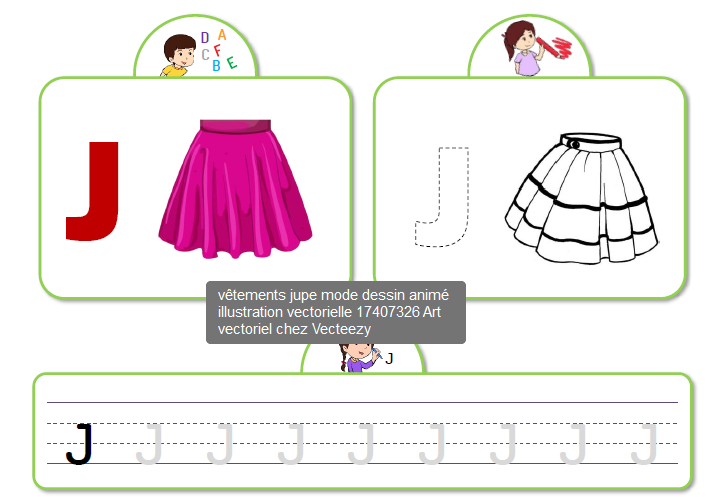 D A
C F
B E
J
J
vêtements jupe mode dessin animé
illustration vectorielle 17407326 Art
vectoriel chez Vecteezy
J
J J J J J J J J J